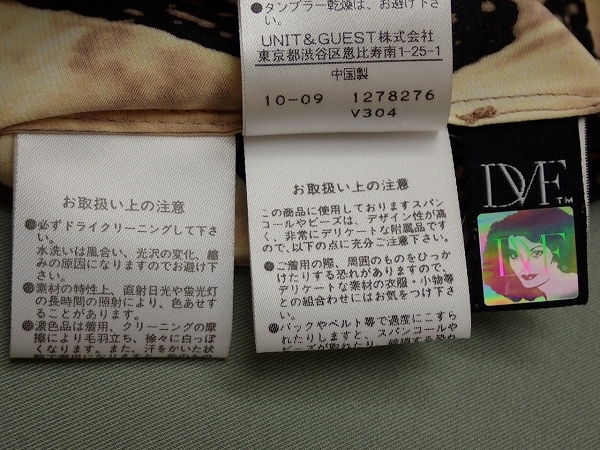 ●タンブラー乾燥は、お避け下さい。
UNIT&GUEST株式会社
東京都渋谷区恵比寿南1-25-1
中国製
10-09 1278276
V304
お取扱い上の注意
●必ずドライクリーニングして下さい。
水洗いは風合い、光沢の変化、縮
みの原因になりますのでお避け下
さい。
●素材の特性上、直射日光や蛍光灯
の長時間の照射により、色あせす
ることがあります。
●濃色品は着用、クリーニングの摩
擦により毛羽立ち、徐々に白っぽ
くなります。また、汗をかいた状
お取扱い上の注意
この商品に使用しておりますスパン
コールやビーズは、デザイン性が高
く、非常にデリケートな附属品です
ので、以下の点に充分ご注意下さい。
●ご着用の際、周囲のものをひっか
けたりする恐れがありますので、
デリケートな素材の衣服・小物等
との組合わせにはお気をつけ下さ
い。
●バックやベルト等で過度にこすら
れたりしますと、スパンコールや
ビーズが取れたり、破損する恐
DVF TM
DVF